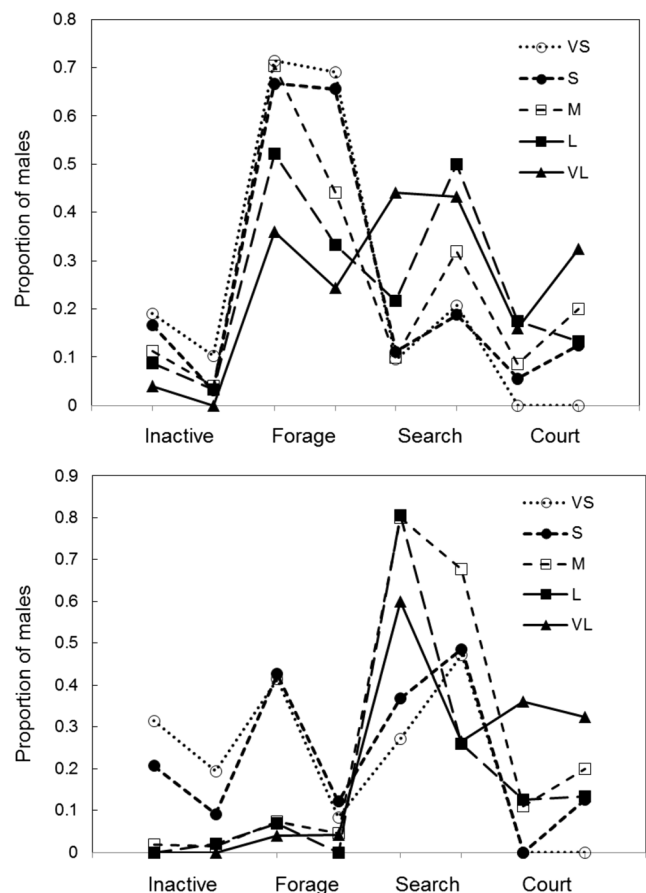 0.8
0.7
0.6
0.5
0.4
0.3
0.2
0.1
0
Proportion of males
VS
S
M
L
VL
Inactive Forage Search Court
0.9
0.8
0.7
0.6
0.5
0.4
0.3
0.2
0.1
0
Proportion of males
VS
S
M
L
VL
Inactive Forage Search Court